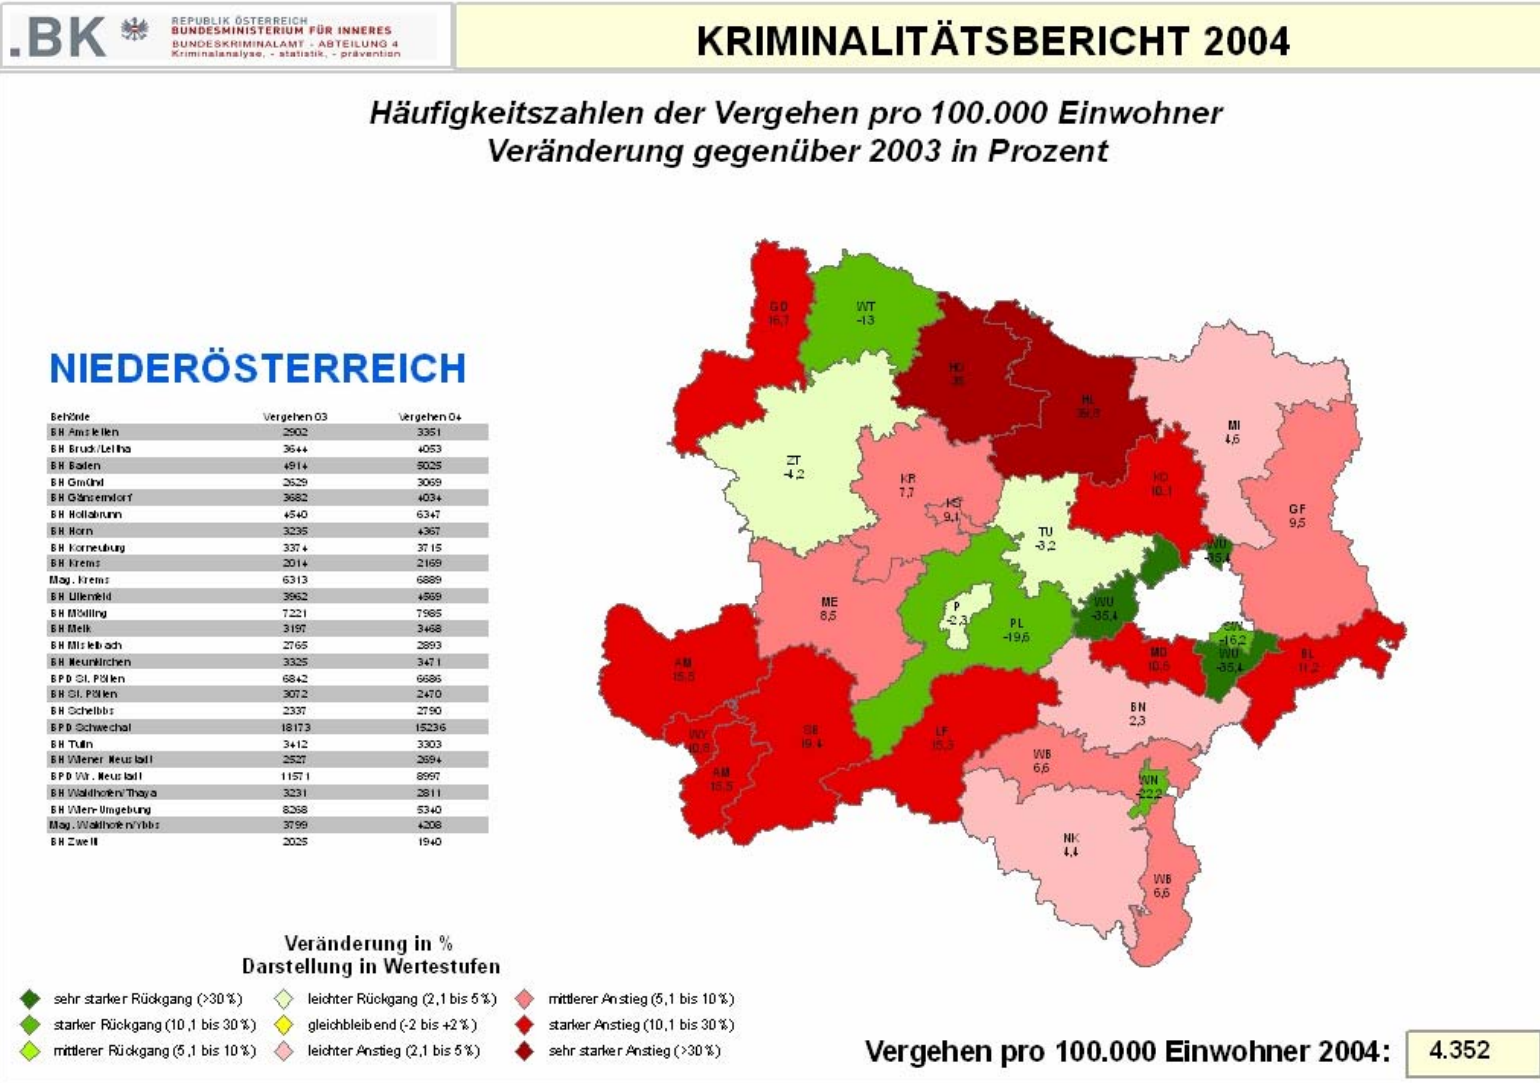 .BK
REPUBLIK ÖSTERREICH
BUNDESMINISTERIUM FÜR INNERES
BUNDESKRIMINALAMT - ABTEILUNG 4
Kriminalanalyse, - statistik, - prävention
KRIMINALITÄTSBERICHT 2004
Häufigkeitszahlen der Vergehen pro 100.000 Einwohner
Veränderung gegenüber 2003 in Prozent
NIEDERÖSTERREICH
Behörde Vergehen 03 Vergehen 04
BH Amstetten 2902 3351
BH Bruck/Leitha 3644 4053
BH Baden 4914 5025
BH Gmünd 2629 3069
BH Gänserndorf 3682 4034
BH Hollabrunn 4540 6347
BH Horn 3235 4367
BH Korneuburg 3374 3715
BH Krems 2014 2169
Mag. Krems 6313 6889
BH Lilienfeld 3962 4569
BH Mödling 7221 7985
BH Melk 3197 3468
BH Mistelbach 2765 2893
BH Neunkirchen 3325 3471
BPD St. Pölten 6842 6686
BH St. Pölten 3072 2470
BH Scheibbs 2337 2790
BPD Schwechat 18173 15236
BH Tulln 3412 3303
BH Wiener Neustadt 2527 2694
BPD Wr. Neustadt 11571 8997
BH Waidhofen/Thaya 3231 2811
BH Wien-Umgebung 8268 5340
Mag. Waidhofen/Ybbs 3799 4208
BH Zwettl 2025 1940
GD
16,7
WT
-13
HO
35
HL
39,8
MI
4,6
ZT
-4,2
KR
7,7
KS
9,1
KO
10,1
GF
9,5
TU
-3,2
WU
-35,4
ME
8,5
P
-2,3
PL
-19,6
WU
-35,4
SW
-16,2
WU
-35,4
MD
10,6
BL
11,2
AM
15,5
BN
2,3
WY
10,8
SB
19,4
LF
15,3
AM
15,5
WB
6,6
WN
-22,2
NK
4,4
WB
6,6
Veränderung in %
Darstellung in Wertestufen
sehr starker Rückgang (>30%)
starker Rückgang (10,1 bis 30%)
mittlerer Rückgang (5,1 bis 10%)
leichter Rückgang (2,1 bis 5%)
gleichbleibend (-2 bis +2%)
leichter Anstieg (2,1 bis 5%)
mittlerer Anstieg (5,1 bis 10%)
starker Anstieg (10,1 bis 30%)
sehr starker Anstieg (>30%)
Vergehen pro 100.000 Einwohner 2004: 4.352